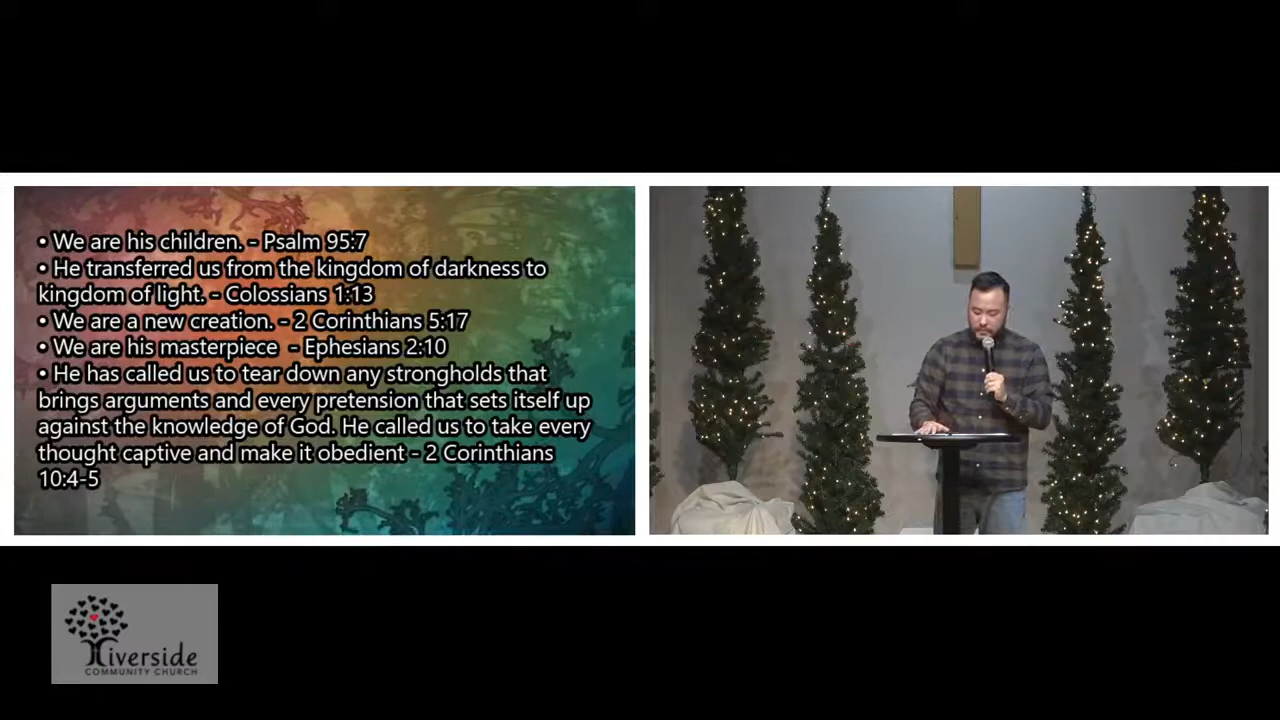 • We are his children. - Psalm 95:7
• He transferred us from the kingdom of darkness to
kingdom of light. - Colossians 1:13
• We are a new creation. - 2 Corinthians 5:17
• We are his masterpiece  - Ephesians 2:10
• He has called us to tear down any strongholds that
brings arguments and every pretension that sets itself up
against the knowledge of God. He called us to take every
thought captive and make it obedient - 2 Corinthians
10:4-5
Riverside
COMMUNITY CHURCH